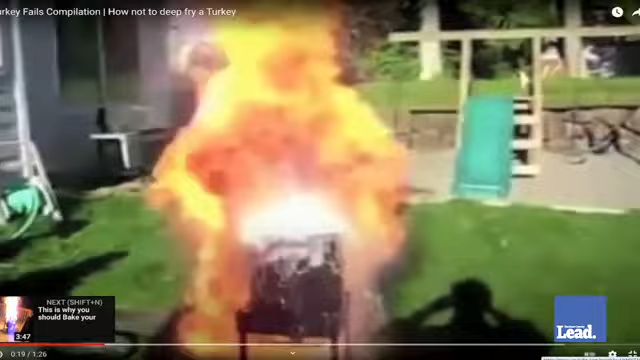 urkey Fails Compilation | How not to deep fry a Turkey
NEXT (SHIFT+N)
This is why you
should Bake your
3:47
0:19 / 1:26
Lead.